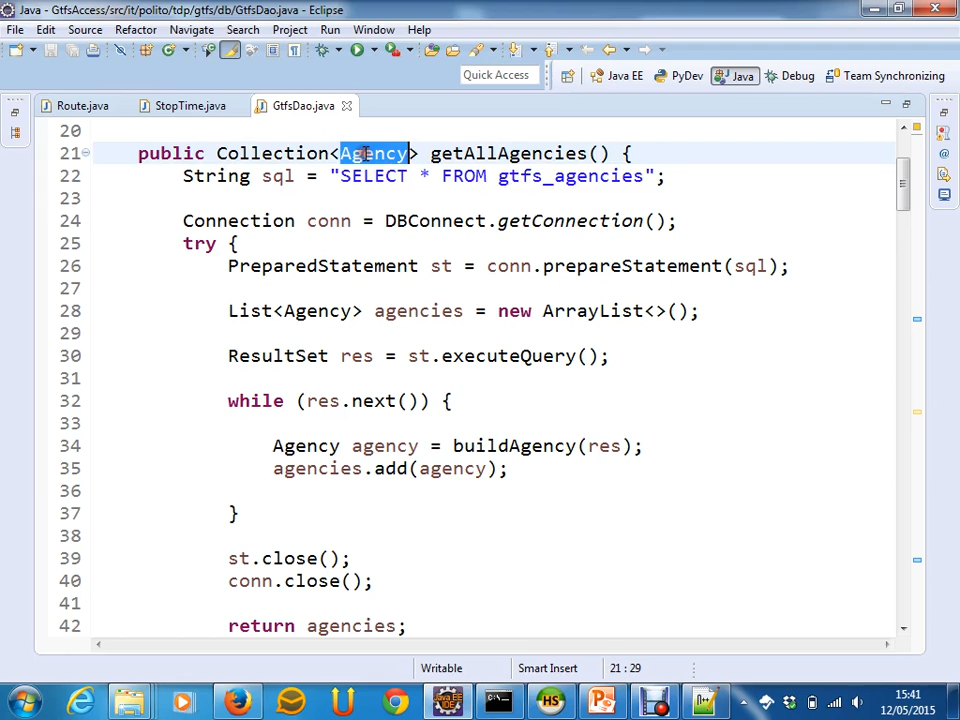 Java - GtfsAccess/src/it/polito/tdp/gtfs/db/GtfsDao.java - Eclipse
File Edit Source Refactor Navigate Search Project Run Window Help
Quick Access Java EE PyDev Java Debug Team Synchronizing
Route.java StopTime.java GtfsDao.java
20
21 public Collection<Agency> getAllAgencies() {
22 String sql = "SELECT * FROM gtfs_agencies";
23
24 Connection conn = DBConnect.getConnection();
25 try {
26 PreparedStatement st = conn.prepareStatement(sql);
27
28 List<Agency> agencies = new ArrayList<>();
29
30 ResultSet res = st.executeQuery();
31
32 while (res.next()) {
33
34 Agency agency = buildAgency(res);
35 agencies.add(agency);
36
37 }
38
39 st.close();
40 conn.close();
41
42 return agencies;
Writable Smart Insert 21 : 29
15:41
12/05/2015